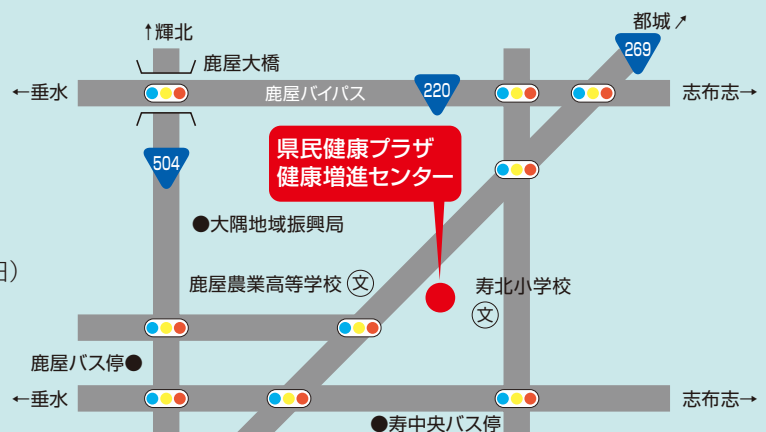 ↑輝北
都城↗
269
鹿屋大橋
←垂水
鹿屋バイパス
220
志布志→
504
県民健康プラザ
健康増進センター
●大隅地域振興局
鹿屋農業高等学校 文
寿北小学校
文
鹿屋バス停●
←垂水
志布志→
●寿中央バス停